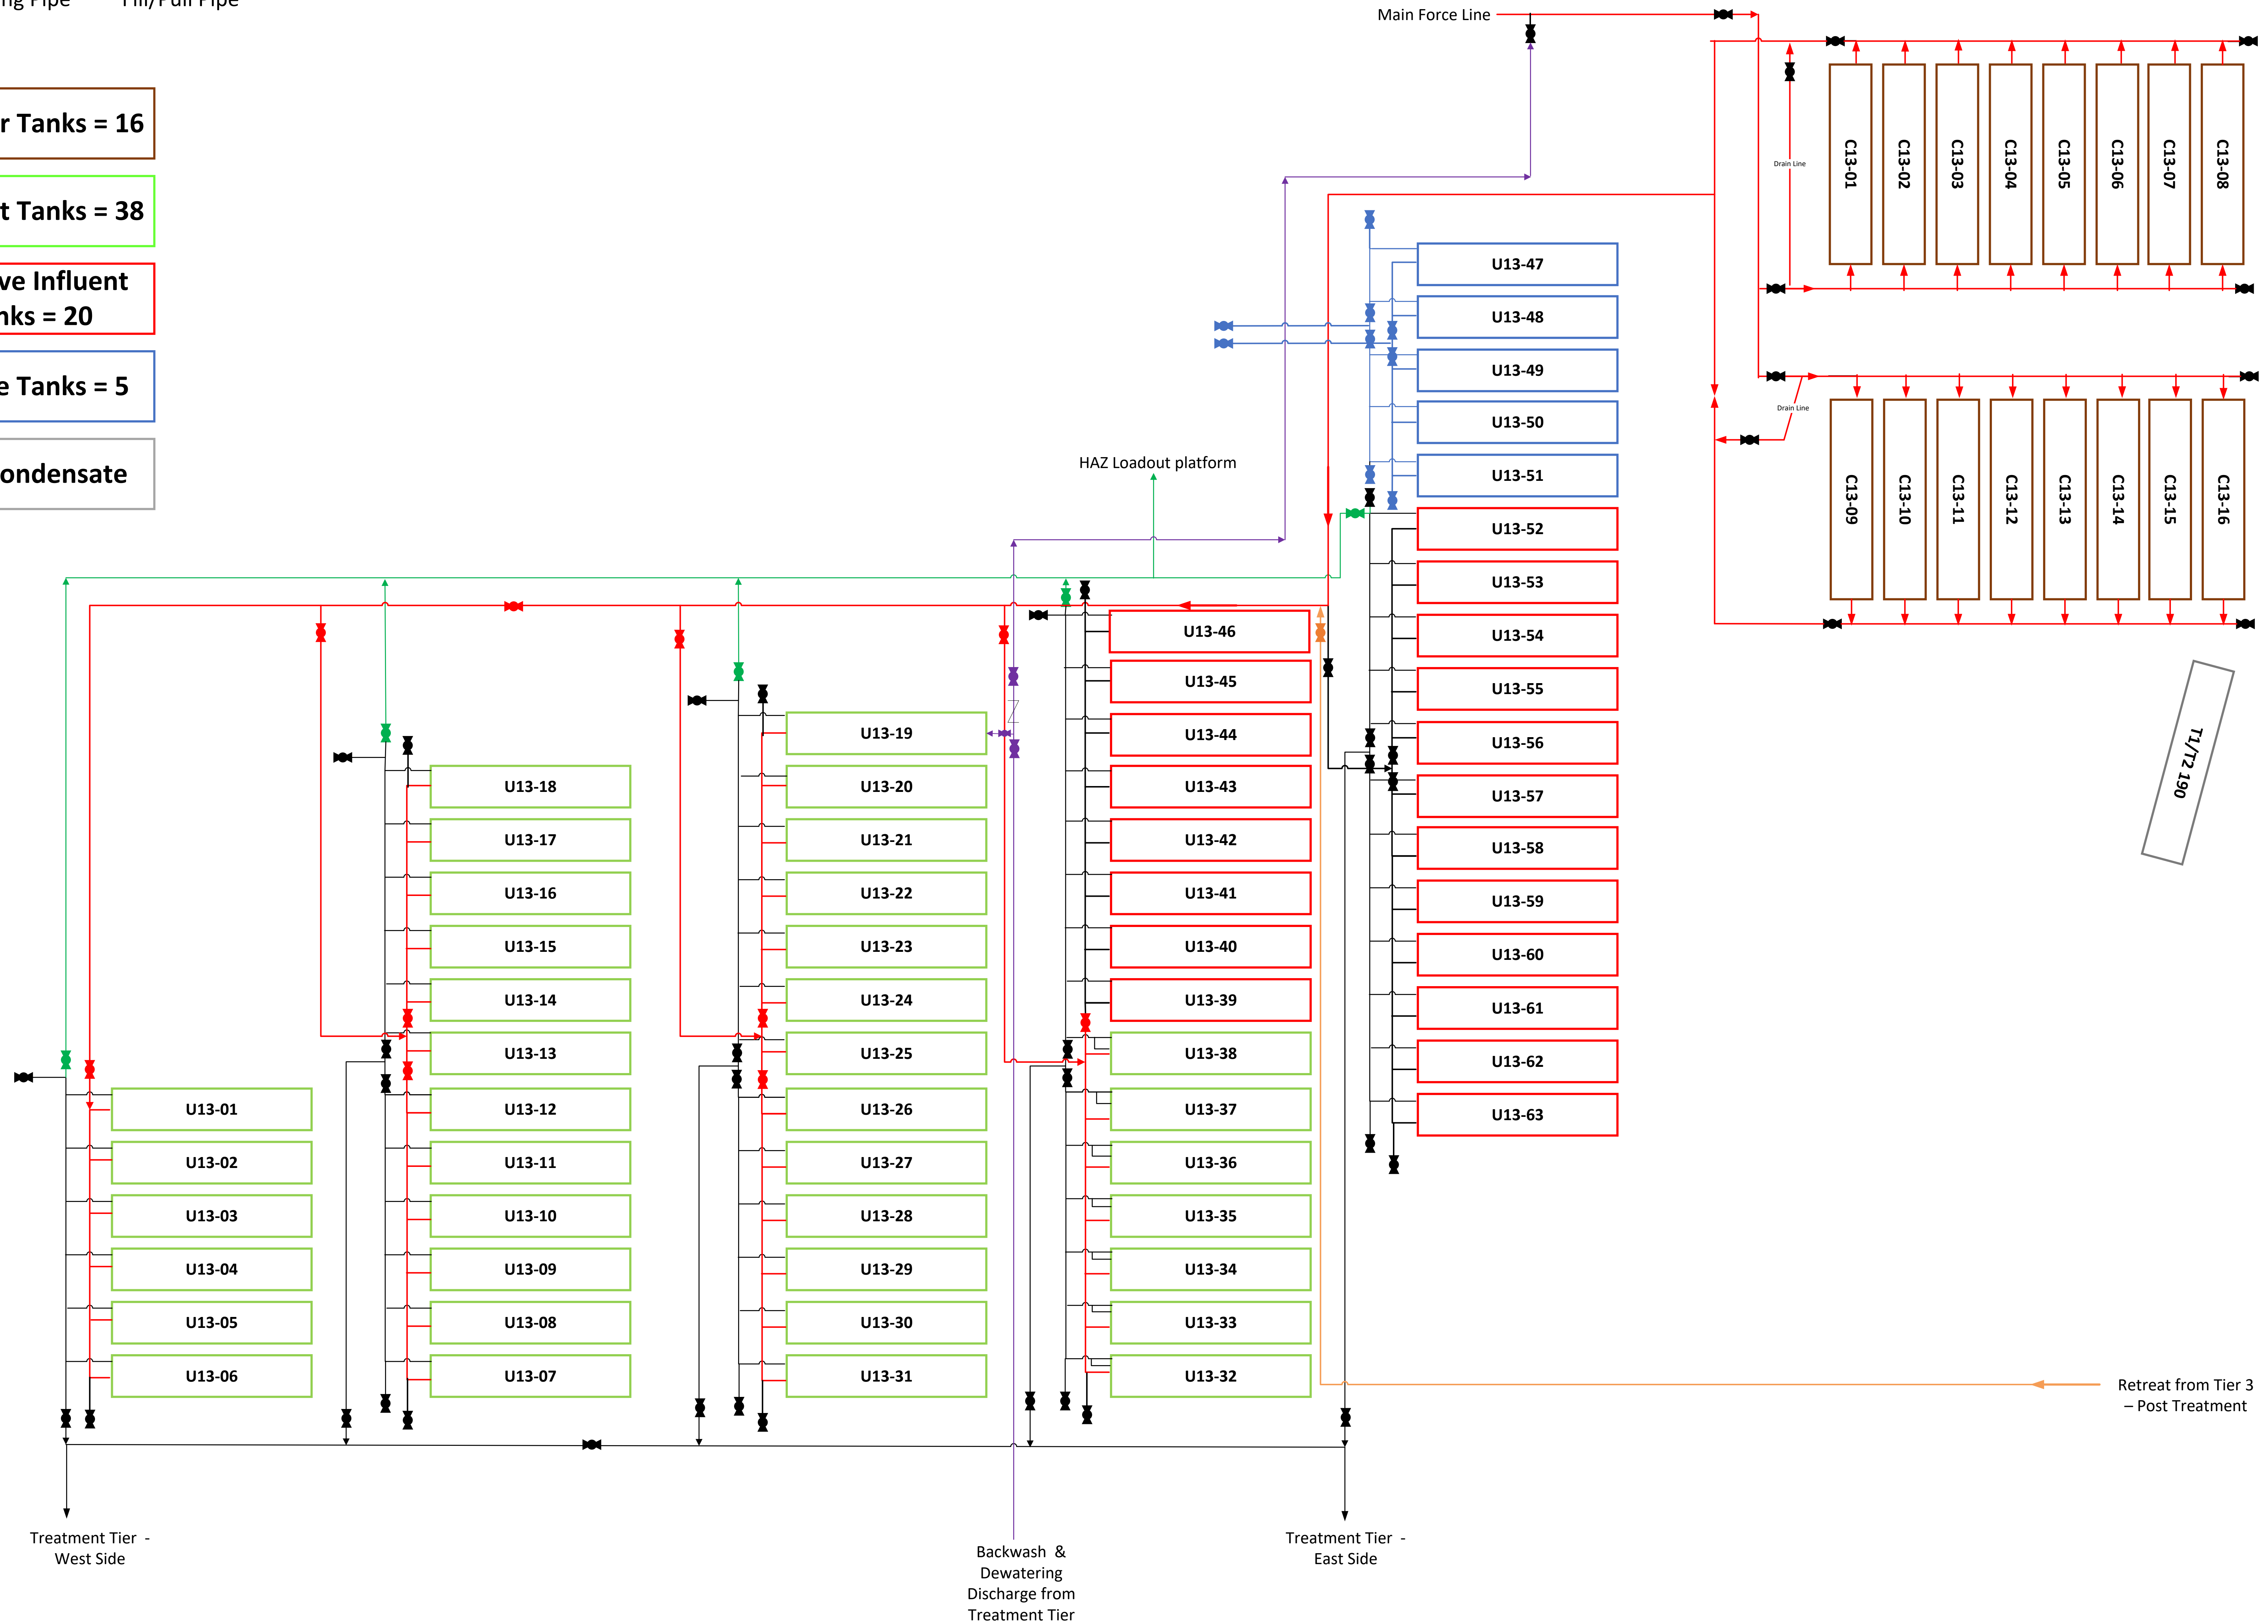 ng Pipe
Fill/Pull Pipe
r Tanks = 16
t Tanks = 38
ve Influent
nks = 20
e Tanks = 5
ondensate
Main Force Line
Drain Line
C13-01
C13-02
C13-03
C13-04
C13-05
C13-06
C13-07
C13-08
Drain Line
C13-09
C13-10
C13-11
C13-12
C13-13
C13-14
C13-15
C13-16
T1/T2 190
HAZ Loadout platform
U13-47
U13-48
U13-49
U13-50
U13-51
U13-52
U13-53
U13-54
U13-55
U13-56
U13-57
U13-58
U13-59
U13-60
U13-61
U13-62
U13-63
U13-46
U13-45
U13-44
U13-43
U13-42
U13-41
U13-40
U13-39
U13-38
U13-37
U13-36
U13-35
U13-34
U13-33
U13-32
U13-19
U13-20
U13-21
U13-22
U13-23
U13-24
U13-25
U13-26
U13-27
U13-28
U13-29
U13-30
U13-31
U13-18
U13-17
U13-16
U13-15
U13-14
U13-13
U13-12
U13-11
U13-10
U13-09
U13-08
U13-07
U13-01
U13-02
U13-03
U13-04
U13-05
U13-06
Retreat from Tier 3
– Post Treatment
Treatment Tier -
West Side
Backwash &
Dewatering
Discharge from
Treatment Tier
Treatment Tier -
East Side